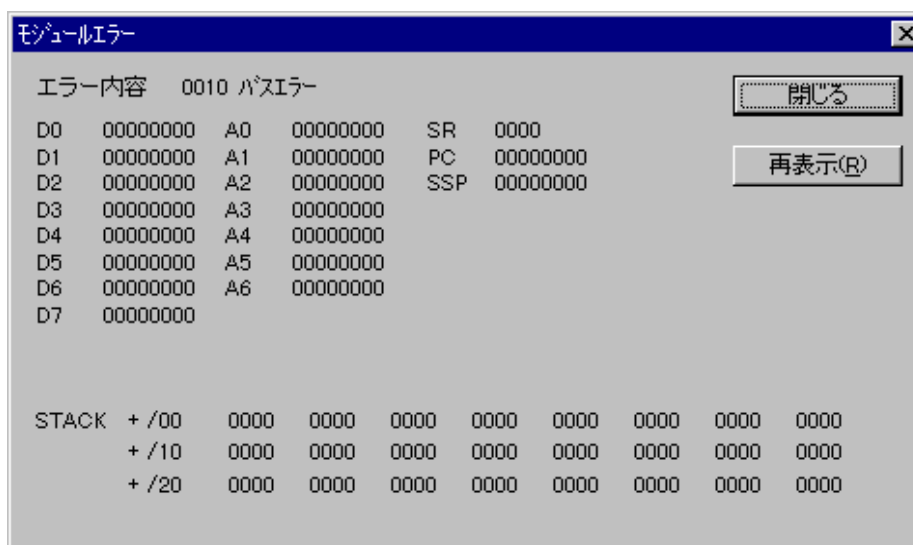 モジュールエラー
エラー内容 0010 バスエラー
閉じる
D0 00000000 A0 00000000 SR 0000
D1 00000000 A1 00000000 PC 00000000
再表示(R)
D2 00000000 A2 00000000 SSP 00000000
D3 00000000 A3 00000000
D4 00000000 A4 00000000
D5 00000000 A5 00000000
D6 00000000 A6 00000000
D7 00000000
STACK + /00 0000 0000 0000 0000 0000 0000 0000 0000
+ /10 0000 0000 0000 0000 0000 0000 0000 0000
+ /20 0000 0000 0000 0000 0000 0000 0000 0000